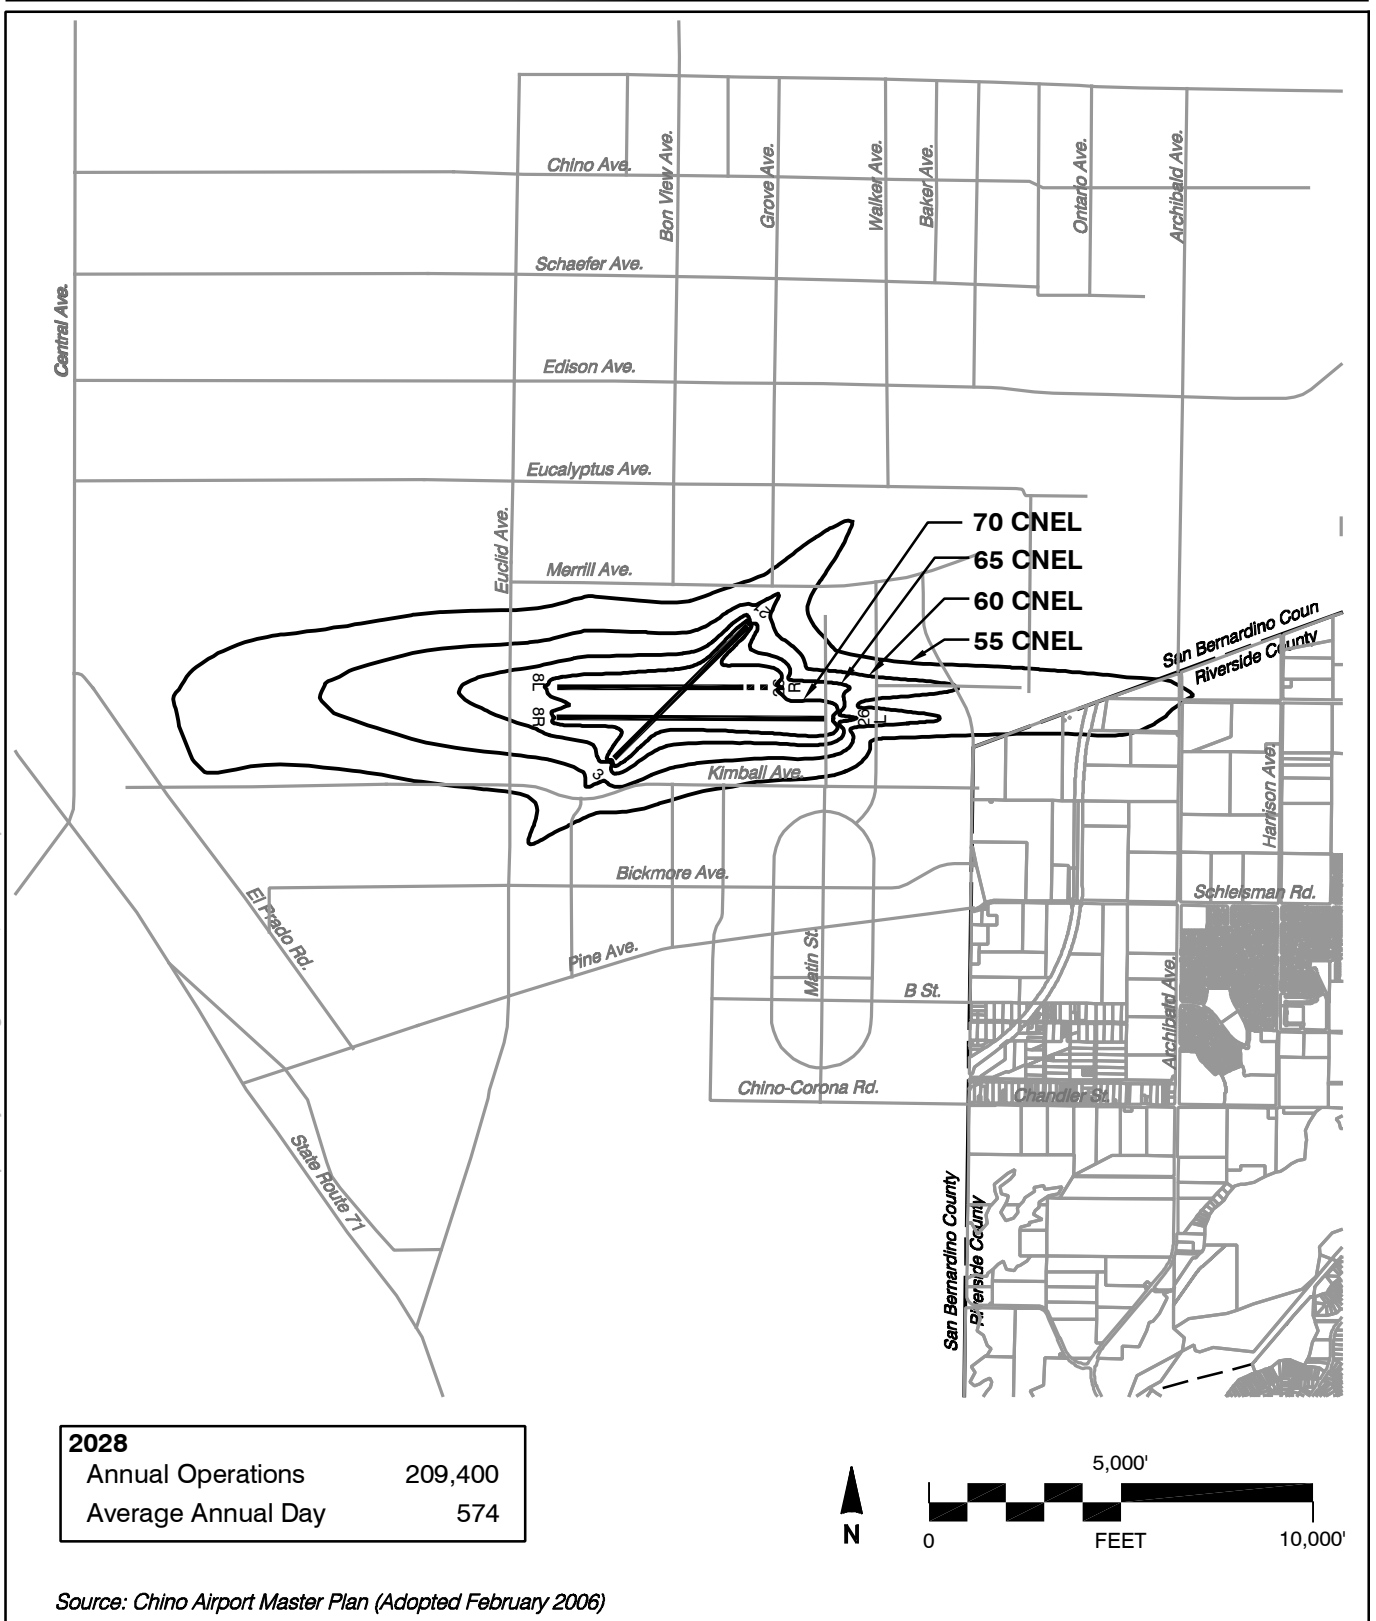 Chino Ave.
Bon View Ave.
Grove Ave.
Walker Ave.
Baker Ave.
Ontario Ave.
Archibald Ave.
Schaefer Ave.
Central Ave.
Edison Ave.
Eucalyptus Ave.
Euclid Ave.
70 CNEL
65 CNEL
60 CNEL
55 CNEL
Merrill Ave.
San Bernardino Coun
Riverside County
8L
8R
R
26
L
3
Kimball Ave.
Harrison Ave.
Bickmore Ave.
Schleisman Rd.
El Prado Rd.
Pine Ave.
Matin St.
B St.
Archibald Ave.
Chino-Corona Rd.
Chandler St.
State Route 71
San Bernardino County
Riverside County
2028
Annual Operations 209,400
Average Annual Day 574
N
5,000'
0 FEET 10,000'
Source: Chino Airport Master Plan (Adopted February 2006)